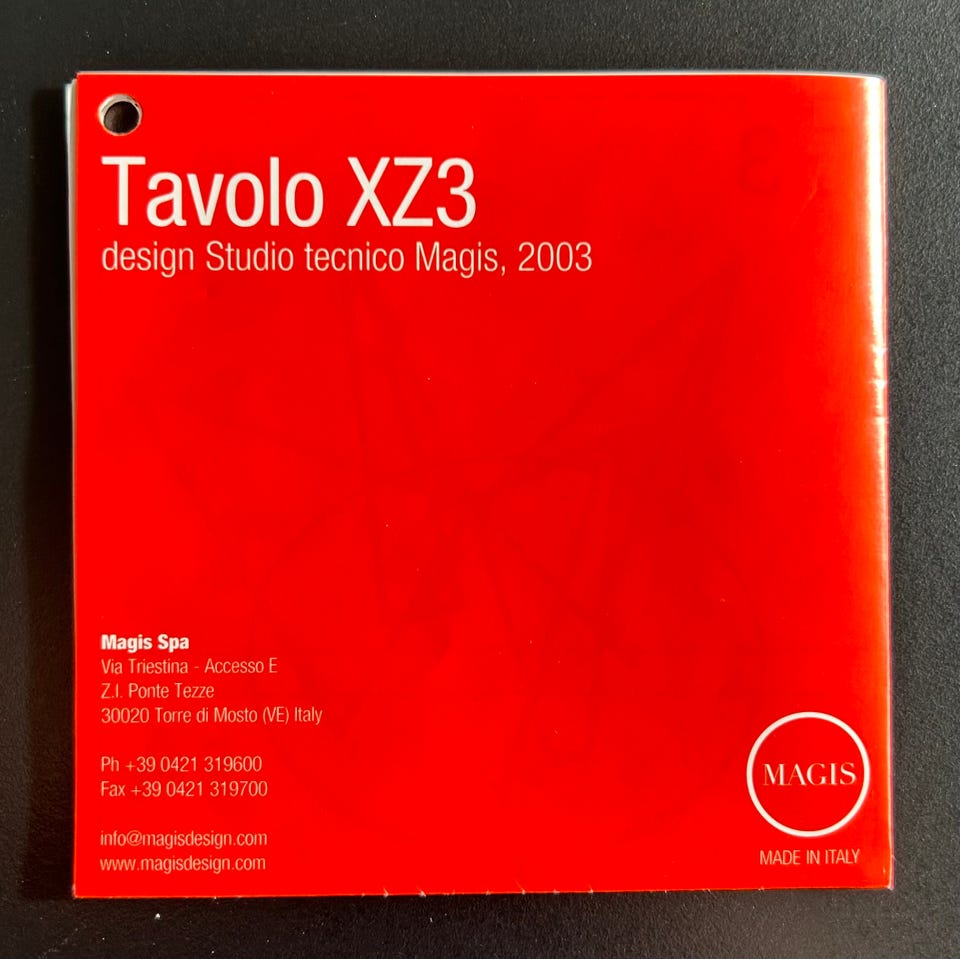 Tavolo XZ3
design Studio tecnico Magis, 2003
Magis Spa
Via Triestina - Accesso E
Z.I. Ponte Tezze
30020 Torre di Mosto (VE) Italy
Ph +39 0421 319600
Fax +39 0421 319700
info@magisdesign.com
www.magisdesign.com
MAGIS
MADE IN ITALY